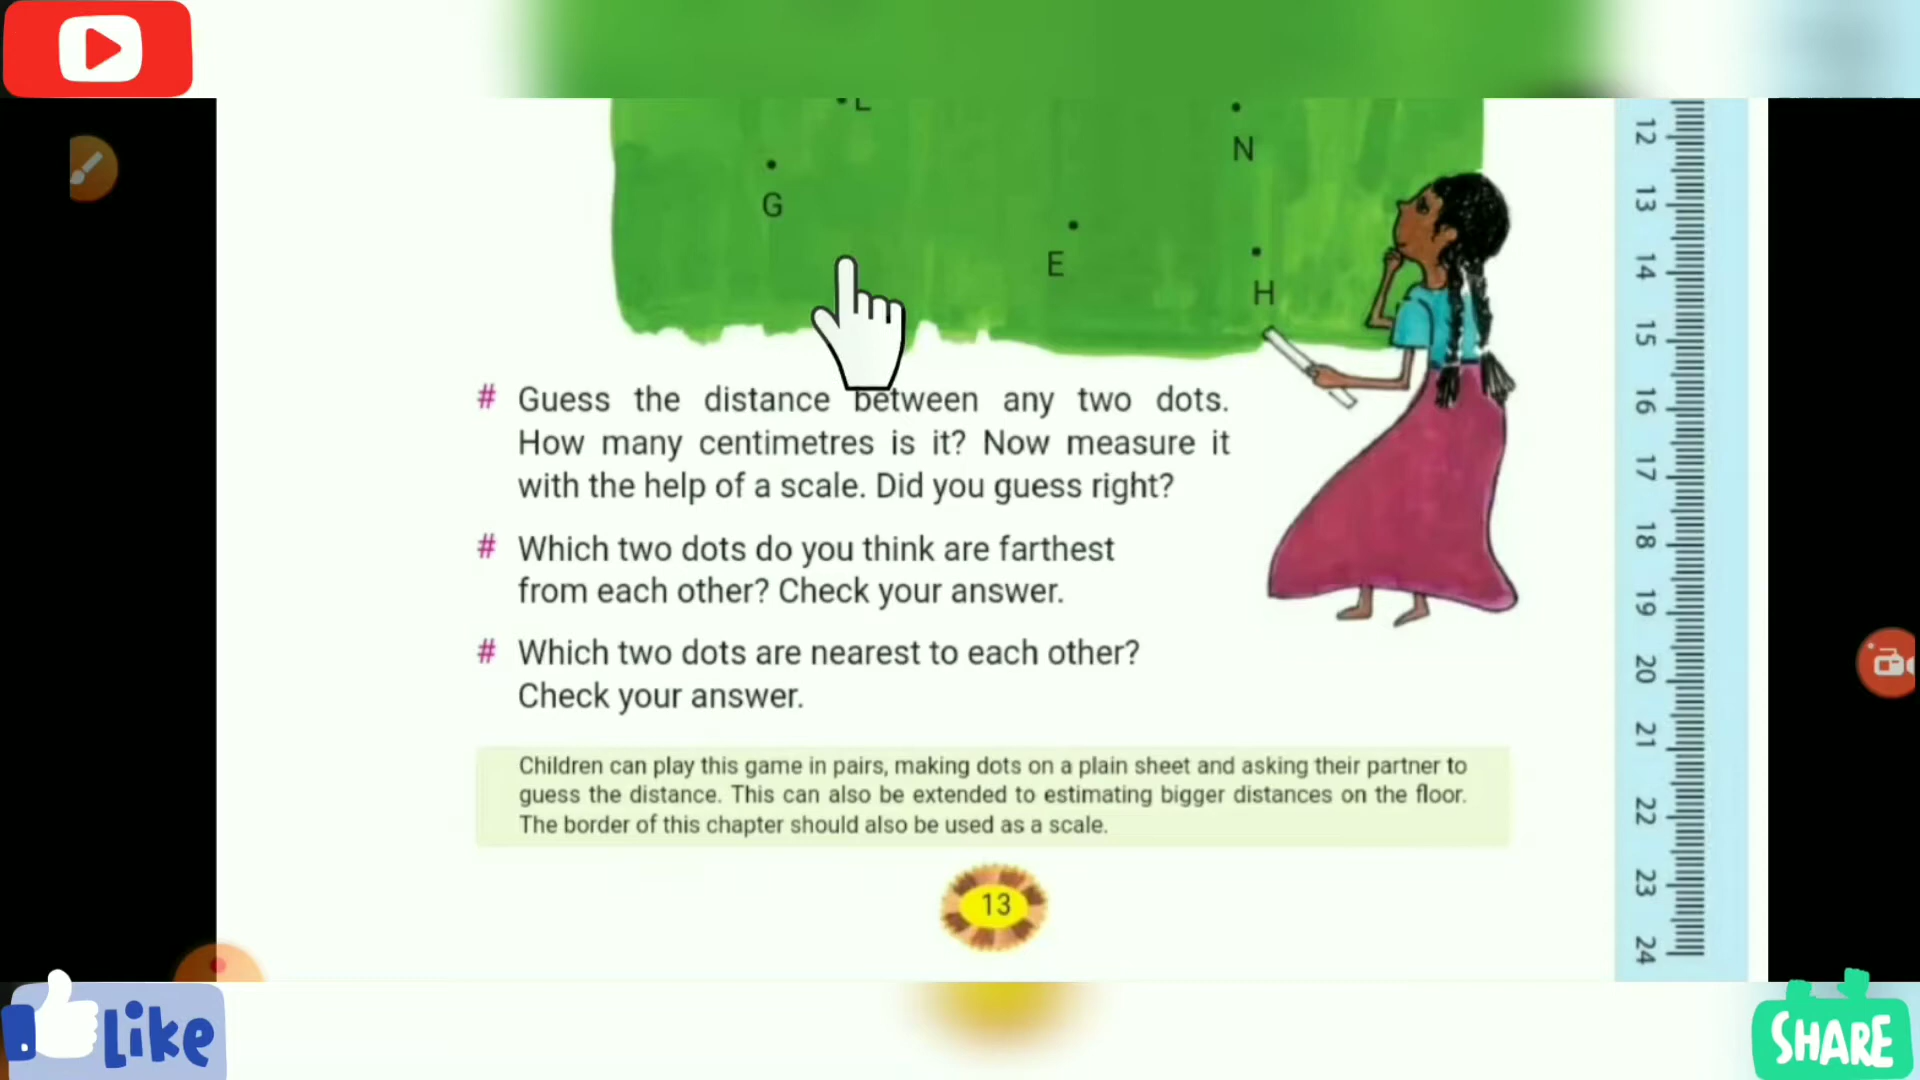 L
N
G
E
H
# Guess the distance between any two dots.
How many centimetres is it? Now measure it
with the help of a scale. Did you guess right?
# Which two dots do you think are farthest
from each other? Check your answer.
# Which two dots are nearest to each other?
Check your answer.
Children can play this game in pairs, making dots on a plain sheet and asking their partner to
guess the distance. This can also be extended to estimating bigger distances on the floor.
The border of this chapter should also be used as a scale.
13
12
13
14
15
16
17
18
19
20
21
22
23
24
Like
SHARE